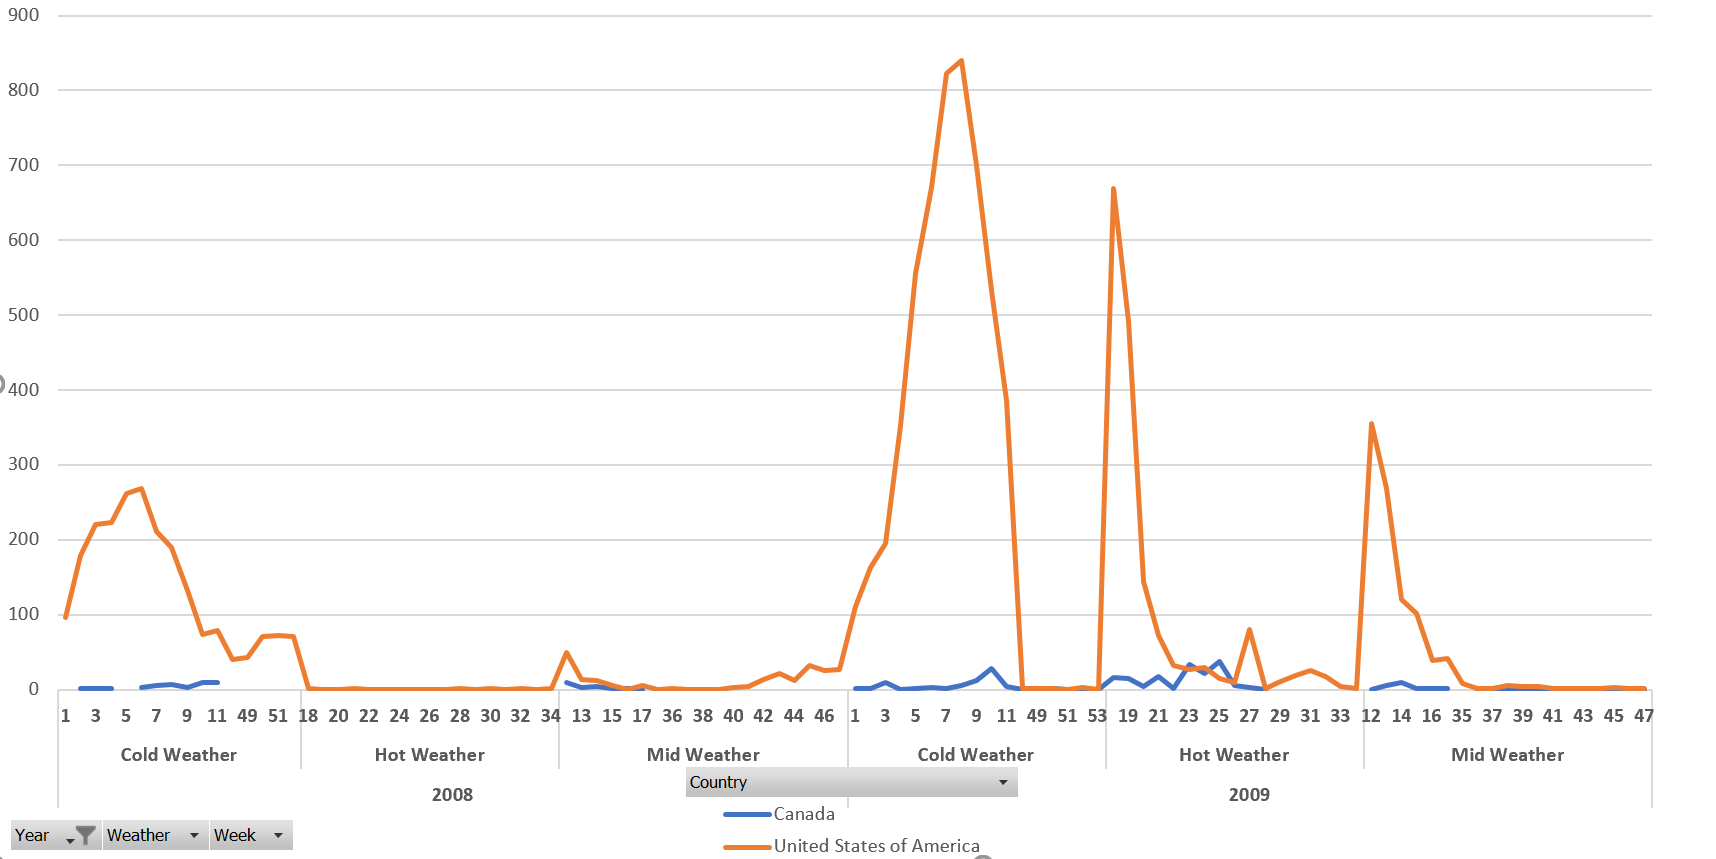 900
800
700
600
500
400
300
200
100
0
1 3 5 7 9 11 49 51 18 20 22 24 26 28 30 32 34 13 15 17 36 38 40 42 44 46 1 3 5 7 9 11 49 51 53 19 21 23 25 27 29 31 33 12 14 16 35 37 39 41 43 45 47
Cold Weather Hot Weather Mid Weather Cold Weather Hot Weather Mid Weather
Country
2008 2009
Canada
Year Weather Week
United States of America